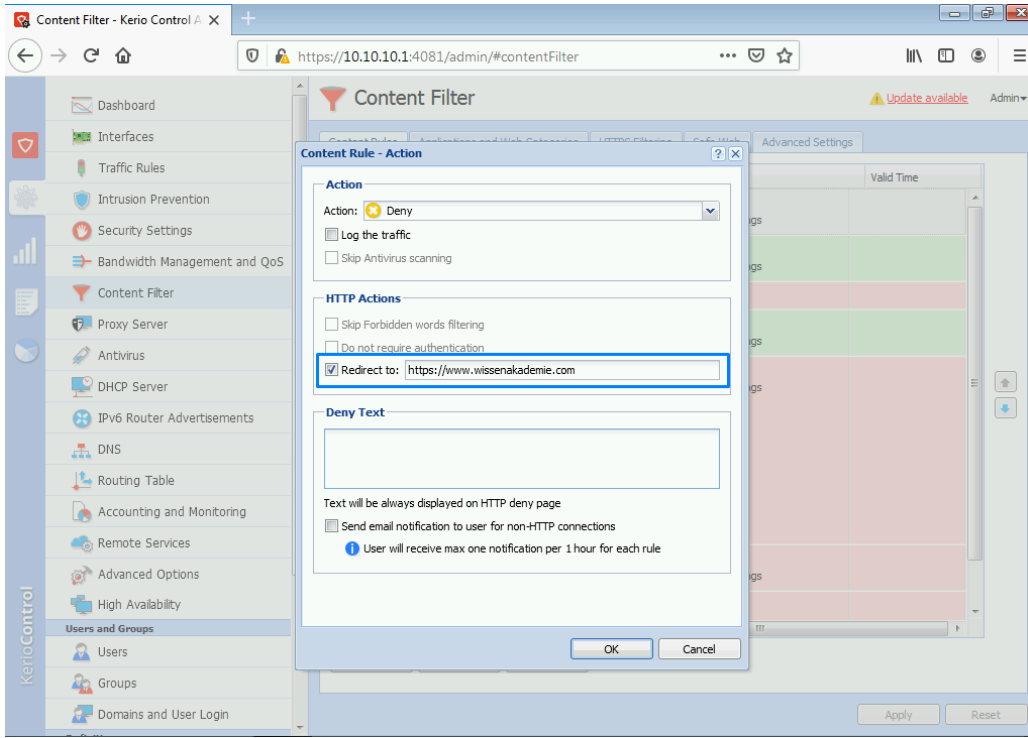 Content Filter - Kerio Control A
https://10.10.10.1:4081/admin/#contentFilter
Dashboard
Interfaces
Traffic Rules
Intrusion Prevention
Security Settings
Bandwidth Management and QoS
Content Filter
Proxy Server
Antivirus
DHCP Server
IPv6 Router Advertisements
DNS
Routing Table
Accounting and Monitoring
Remote Services
Advanced Options
High Availability
Users and Groups
Users
Groups
Domains and User Login
KerioControl
Content Filter
Update available
Admin
Advanced Settings
Valid Time
Content Rule - Action
Action
Action: Deny
Log the traffic
Skip Antivirus scanning
HTTP Actions
Skip Forbidden words filtering
Do not require authentication
Redirect to: https://www.wissenakademie.com
Deny Text
Text will be always displayed on HTTP deny page
Send email notification to user for non-HTTP connections
User will receive max one notification per 1 hour for each rule
OK Cancel
ngs
ngs
ngs
ngs
ngs
Apply Reset